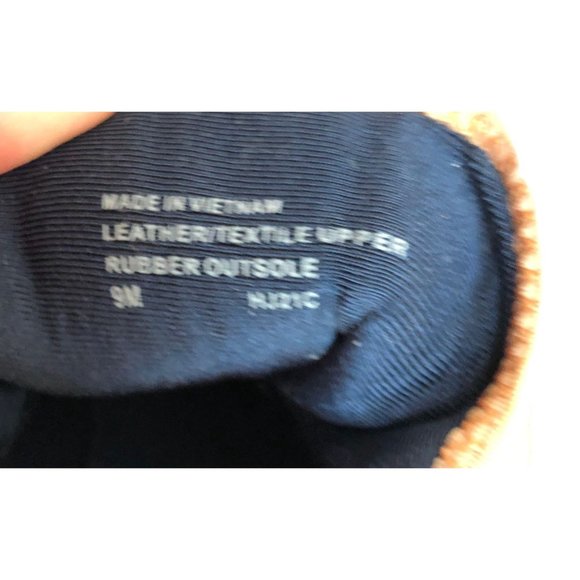 MADE IN VIETNAM
LEATHER/TEXTILE UPPER
RUBBER OUTSOLE
9M HJ21C